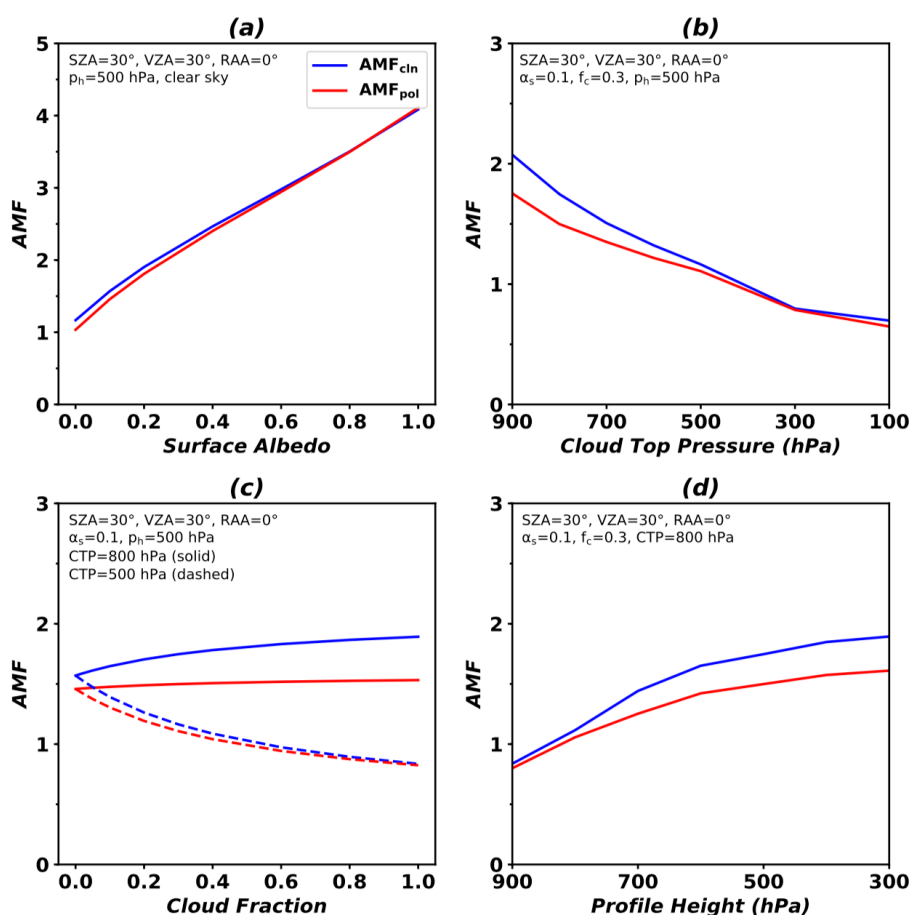 (a)
SZA=30°, VZA=30°, RAA=0°
pₕ=500 hPa, clear sky
AMF_cln
AMF_pol
5
4
3
2
1
0
AMF
0.0 0.2 0.4 0.6 0.8 1.0
Surface Albedo
(b)
SZA=30°, VZA=30°, RAA=0°
αₛ=0.1, f_c=0.3, pₕ=500 hPa
3
2
1
0
AMF
900 700 500 300 100
Cloud Top Pressure (hPa)
(c)
SZA=30°, VZA=30°, RAA=0°
αₛ=0.1, pₕ=500 hPa
CTP=800 hPa (solid)
CTP=500 hPa (dashed)
3
2
1
0
AMF
0.0 0.2 0.4 0.6 0.8 1.0
Cloud Fraction
(d)
SZA=30°, VZA=30°, RAA=0°
αₛ=0.1, f_c=0.3, CTP=800 hPa
3
2
1
0
AMF
900 700 500 300
Profile Height (hPa)